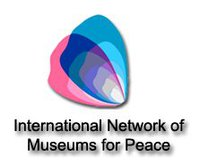 International Network of
Museums for Peace